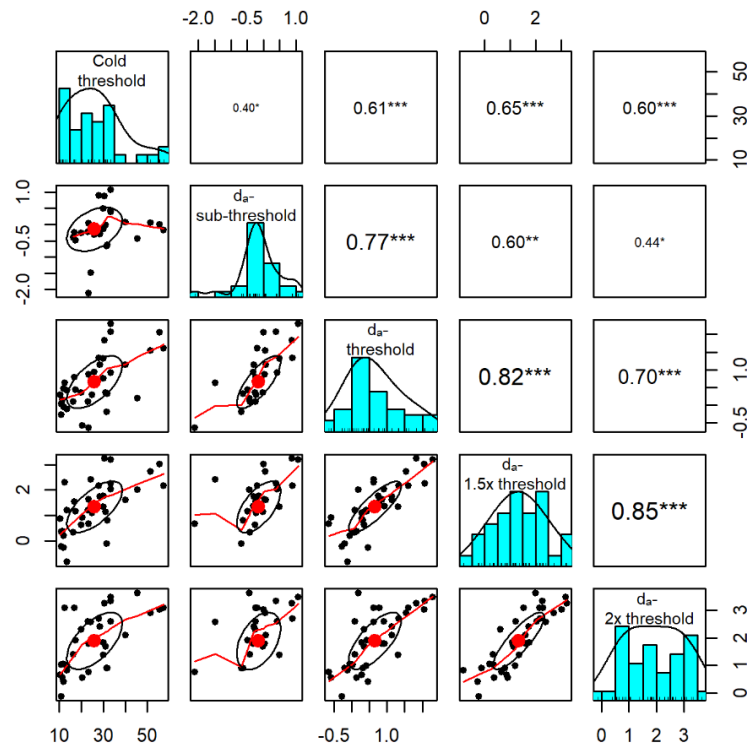 -2.0 -0.5 1.0 0 2
Cold
threshold
0.40* 0.61*** 0.65*** 0.60***
10 30 50
-2.0 -0.5 1.0
dₐ-
sub-threshold
0.77*** 0.60** 0.44*
dₐ-
threshold
0.82*** 0.70***
-0.5 1.0
0 2
dₐ-
1.5x threshold
0.85***
dₐ-
2x threshold
0 1 2 3
10 30 50 -0.5 1.0 0 1 2 3